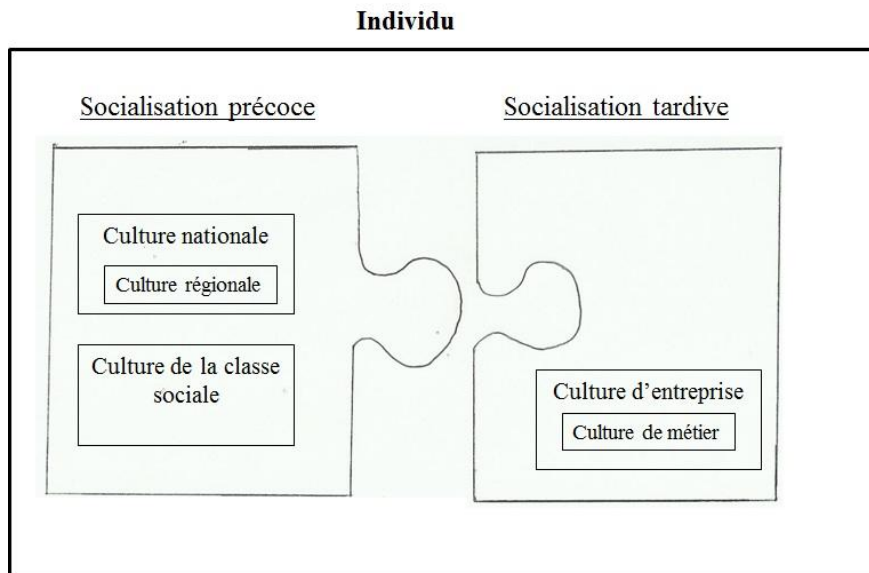 Individu
Socialisation précoce
Socialisation tardive
Culture nationale
Culture régionale
Culture de la classe
sociale
Culture d’entreprise
Culture de métier